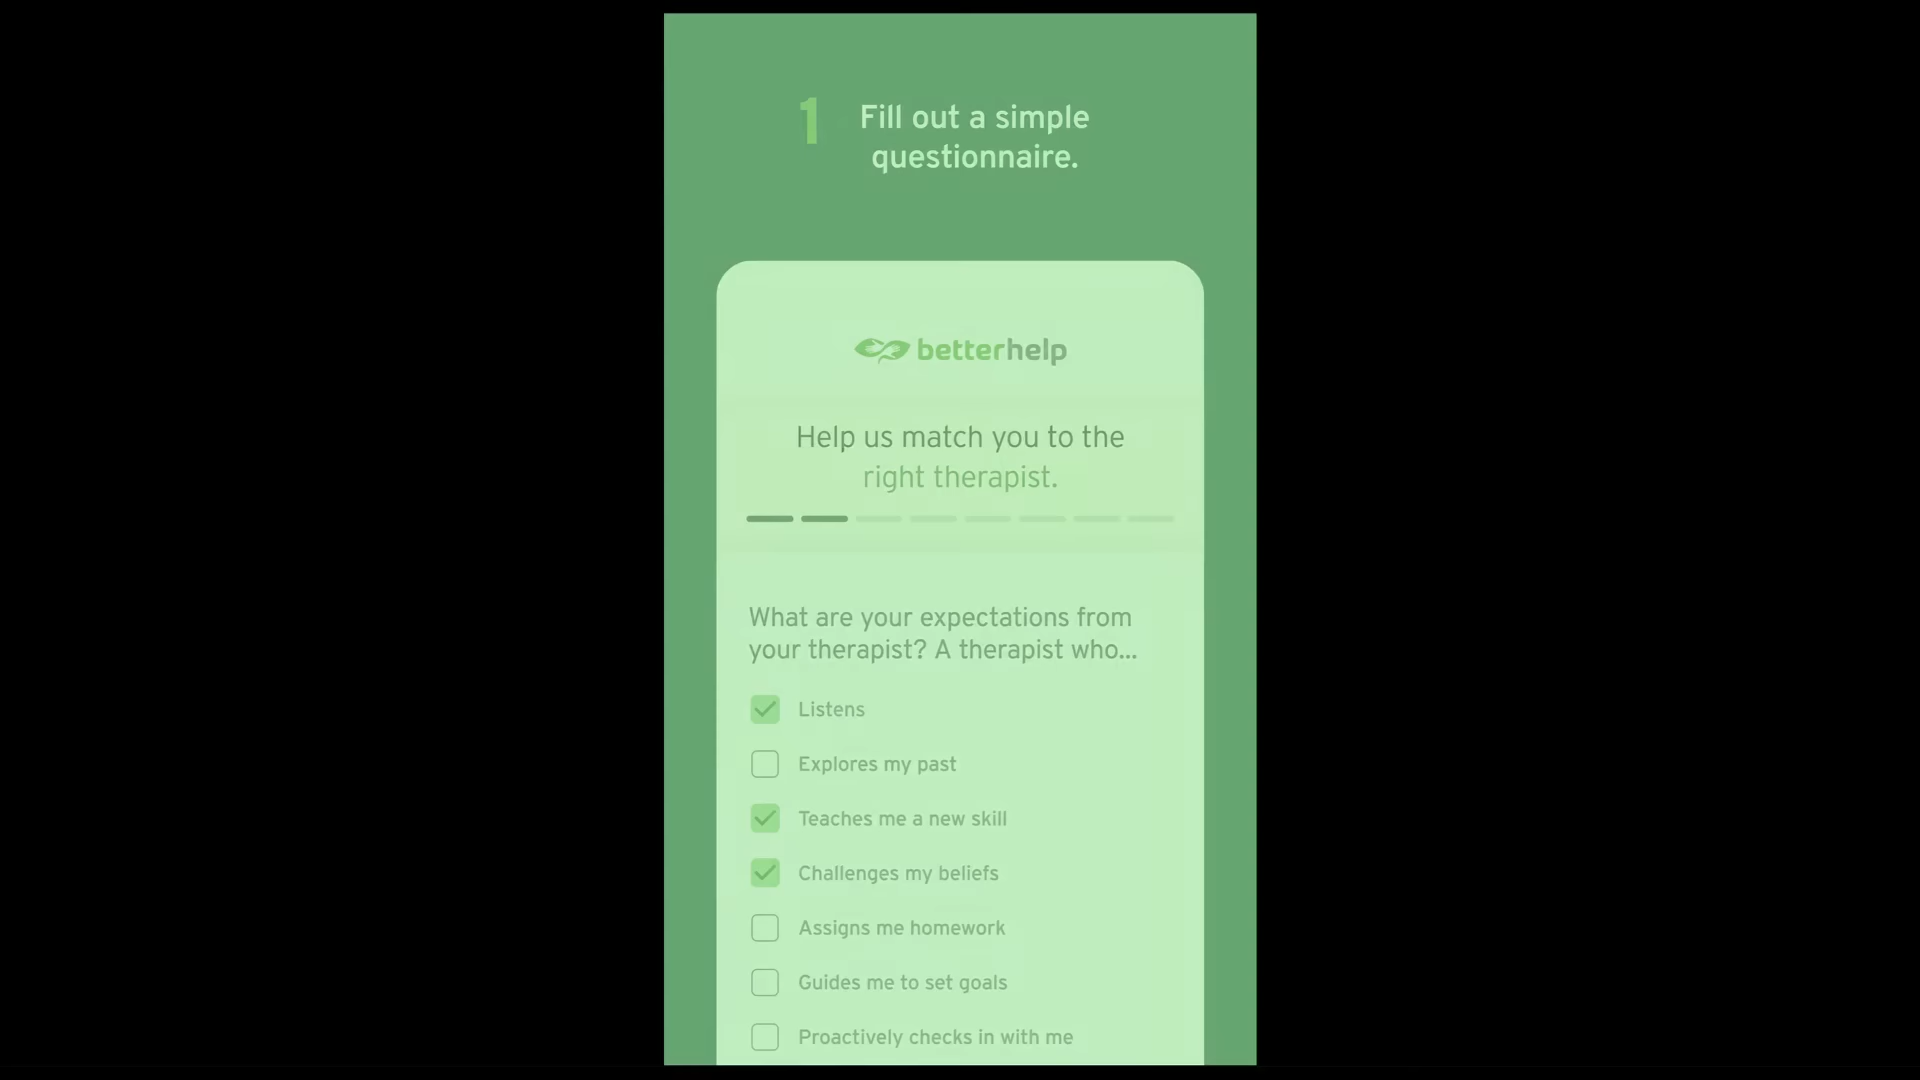 1 Fill out a simple
questionnaire.
betterhelp
Help us match you to the
right therapist.
What are your expectations from
your therapist? A therapist who...
Listens
Explores my past
Teaches me a new skill
Challenges my beliefs
Assigns me homework
Guides me to set goals
Proactively checks in with me